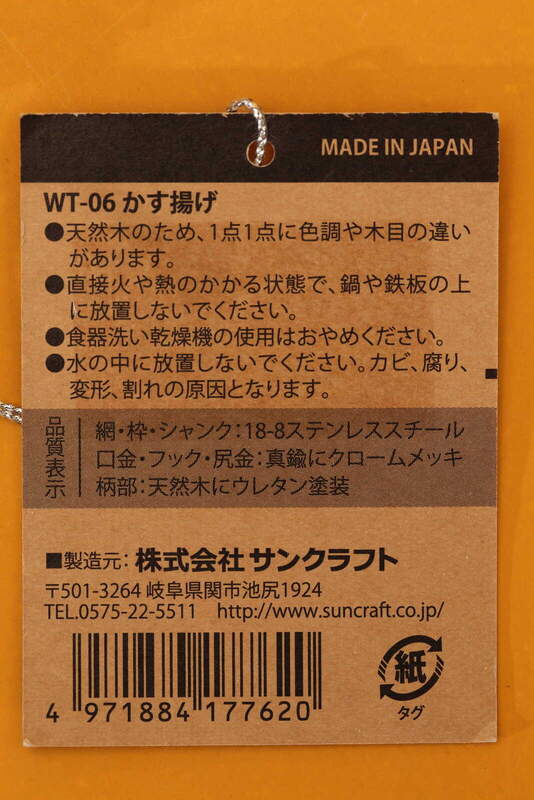 MADE IN JAPAN
WT-06 かす揚げ
●天然木のため、1点1点に色調や木目の違い
があります。
●直接火や熱のかかる状態で、鍋や鉄板の上
に放置しないでください。
●食器洗い乾燥機の使用はおやめください。
●水の中に放置しないでください。カビ、腐り、
変形、割れの原因となります。
品質表示
網・枠・シャンク：18-8ステンレススチール
口金・フック・尻金：真鍮にクロームメッキ
柄部：天然木にウレタン塗装
■製造元：株式会社 サンクラフト
〒501-3264 岐阜県関市池尻1924
TEL.0575-22-5511 http://www.suncraft.co.jp/
4 971884 177620
紙
タグ